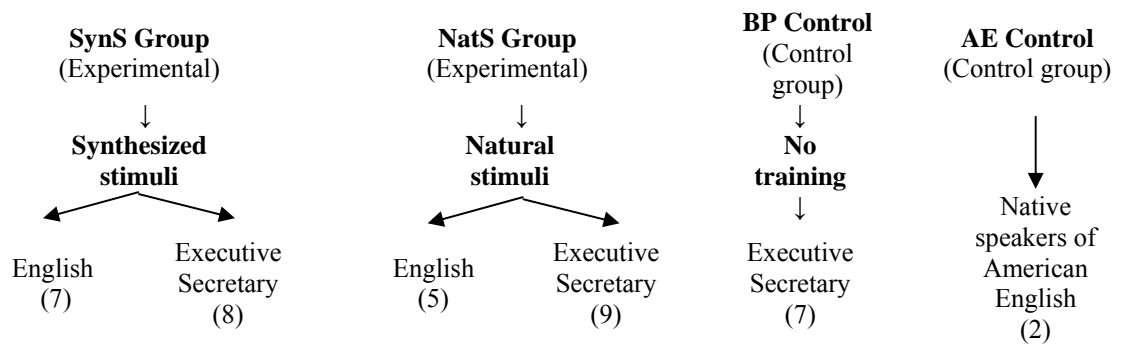 SynS Group
(Experimental)
↓
Synthesized
stimuli
English
(7)
Executive
Secretary
(8)
NatS Group
(Experimental)
↓
Natural
stimuli
English
(5)
Executive
Secretary
(9)
BP Control
(Control
group)
↓
No
training
↓
Executive
Secretary
(7)
AE Control
(Control group)
Native
speakers of
American
English
(2)